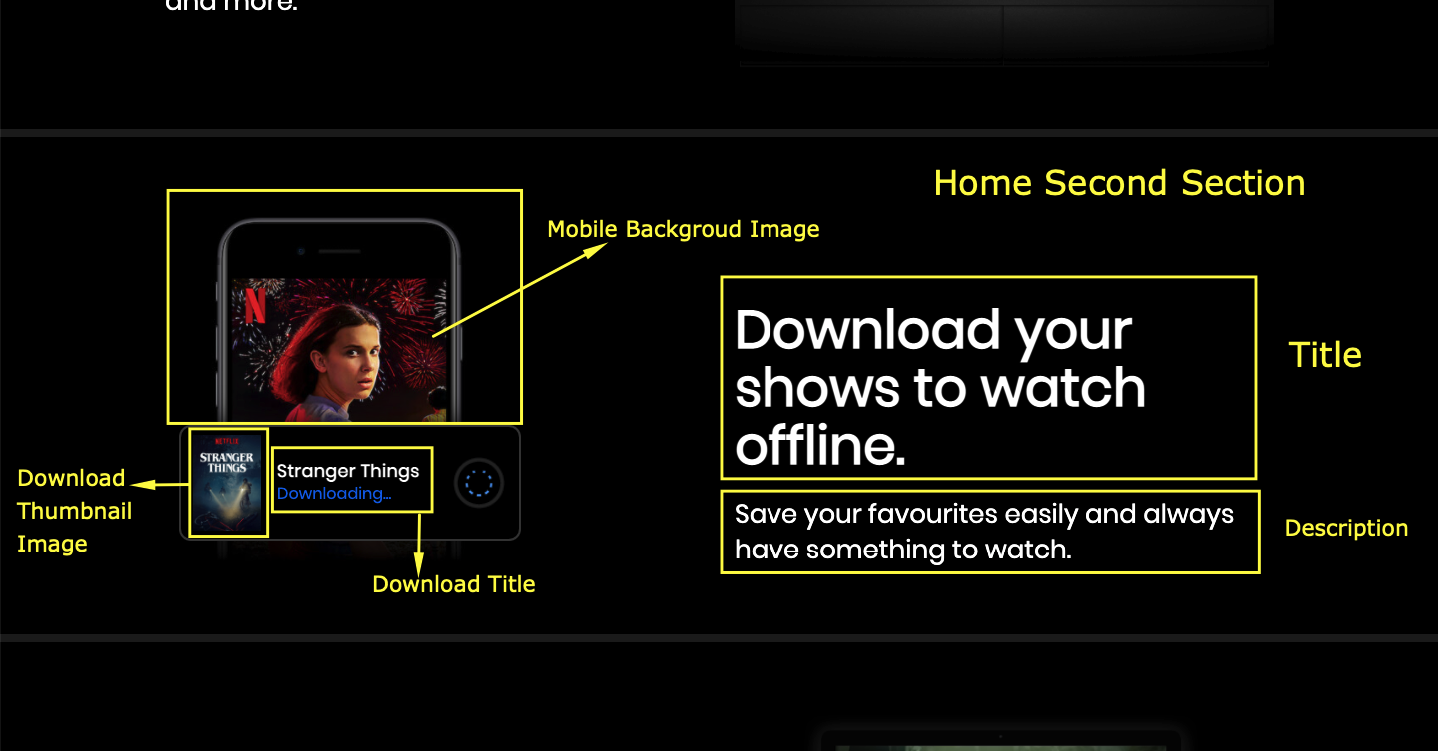 and more.
Home Second Section
Mobile Backgroud Image
N
Download your
shows to watch
offline.
Title
NETFLIX
STRANGER
THINGS
Stranger Things
Downloading...
Download
Thumbnail
Image
Download Title
Save your favourites easily and always
have something to watch.
Description